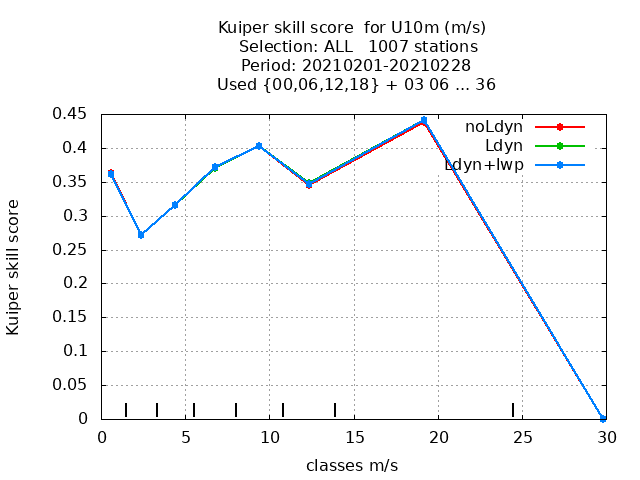 Kuiper skill score  for U10m (m/s)
Selection: ALL   1007 stations
Period: 20210201-20210228
Used {00,06,12,18} + 03 06 ... 36
noLdyn
Ldyn
Ldyn+lwp
Kuiper skill score
0.45
0.4
0.35
0.3
0.25
0.2
0.15
0.1
0.05
0
0 5 10 15 20 25 30
classes m/s